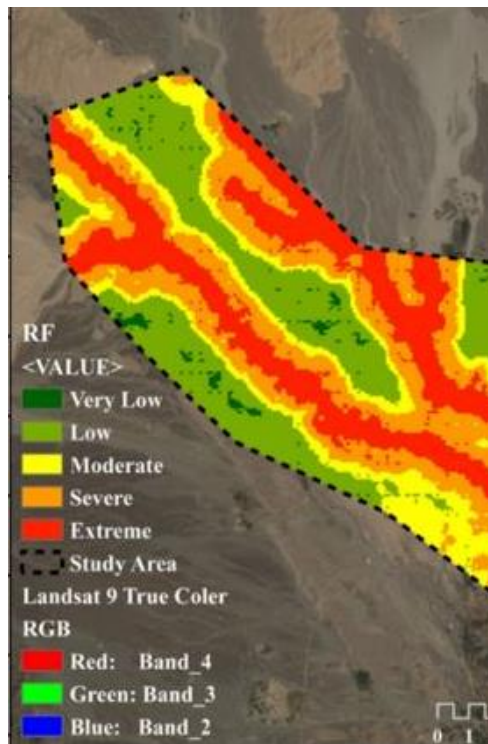 RF
<VALUE>
Very Low
Low
Moderate
Severe
Extreme
Study Area
Landsat 9 True Coler
RGB
Red: Band_4
Green: Band_3
Blue: Band_2
0 1